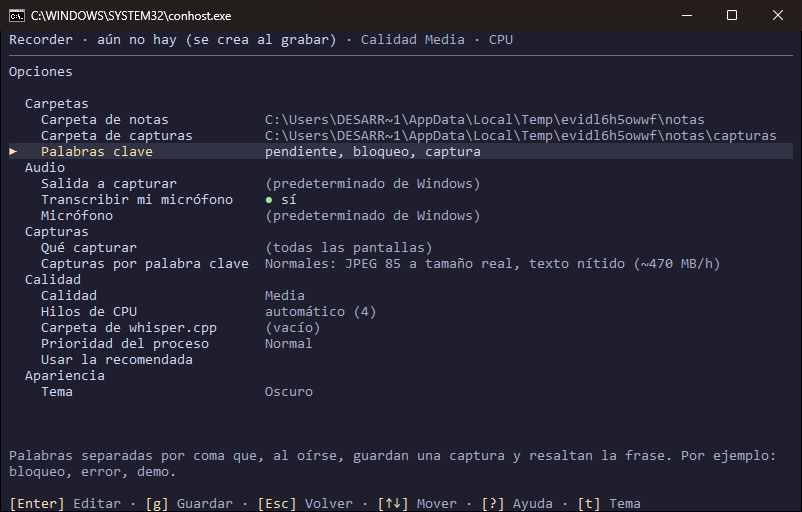 C:\WINDOWS\SYSTEM32\conhost.exe
Recorder · aún no hay (se crea al grabar) · Calidad Media · CPU
Opciones
Carpetas
Carpeta de notas C:\Users\DESARR~1\AppData\Local\Temp\evidl6h5owwf\notas
Carpeta de capturas C:\Users\DESARR~1\AppData\Local\Temp\evidl6h5owwf\notas\capturas
► Palabras clave pendiente, bloqueo, captura
Audio
Salida a capturar (predeterminado de Windows)
Transcribir mi micrófono ● sí
Micrófono (predeterminado de Windows)
Capturas
Qué capturar (todas las pantallas)
Capturas por palabra clave Normales: JPEG 85 a tamaño real, texto nítido (~470 MB/h)
Calidad
Calidad Media
Hilos de CPU automático (4)
Carpeta de whisper.cpp (vacío)
Prioridad del proceso Normal
Usar la recomendada
Apariencia
Tema Oscuro
Palabras separadas por coma que, al oírse, guardan una captura y resaltan la frase. Por ejemplo:
bloqueo, error, demo.
[Enter] Editar · [g] Guardar · [Esc] Volver · [↑↓] Mover · [?] Ayuda · [t] Tema